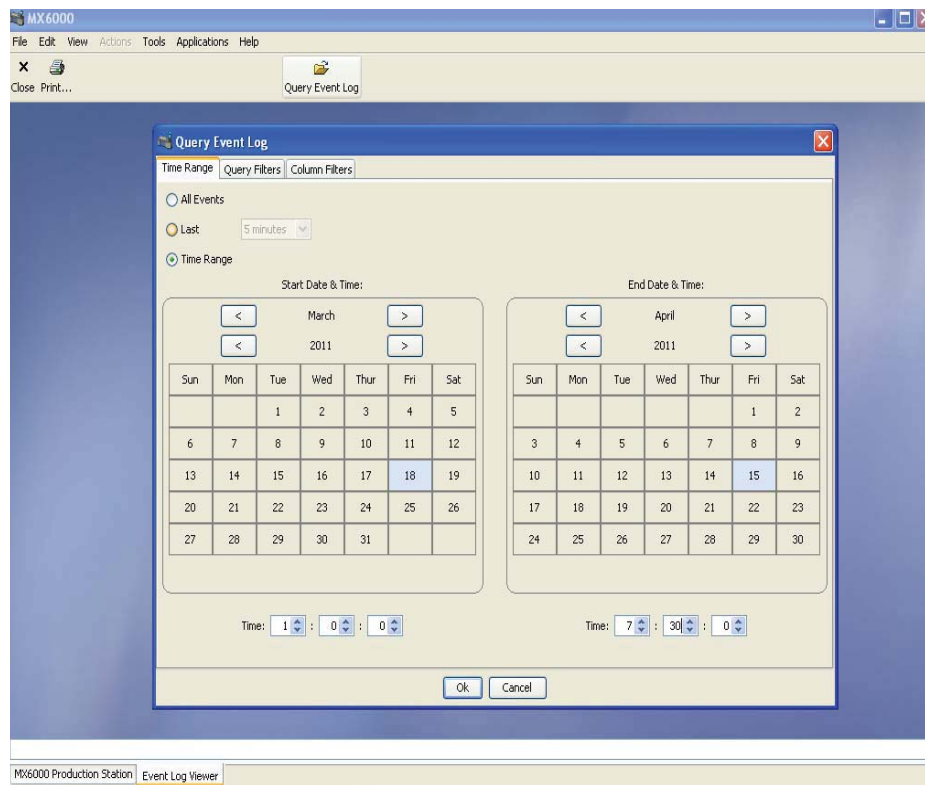 MX6000
File Edit View Actions Tools Applications Help
Close Print...
Query Event Log
Query Event Log
Time Range Query Filters Column Filters
All Events
Last 5 minutes
Time Range
Start Date & Time:
< March >
< 2011 >
Sun Mon Tue Wed Thur Fri Sat
1 2 3 4 5
6 7 8 9 10 11 12
13 14 15 16 17 18 19
20 21 22 23 24 25 26
27 28 29 30 31
Time: 1 : 0 : 0
End Date & Time:
< April >
< 2011 >
Sun Mon Tue Wed Thur Fri Sat
1 2
3 4 5 6 7 8 9
10 11 12 13 14 15 16
17 18 19 20 21 22 23
24 25 26 27 28 29 30
Time: 7 : 30 : 0
Ok Cancel
MX6000 Production Station Event Log Viewer